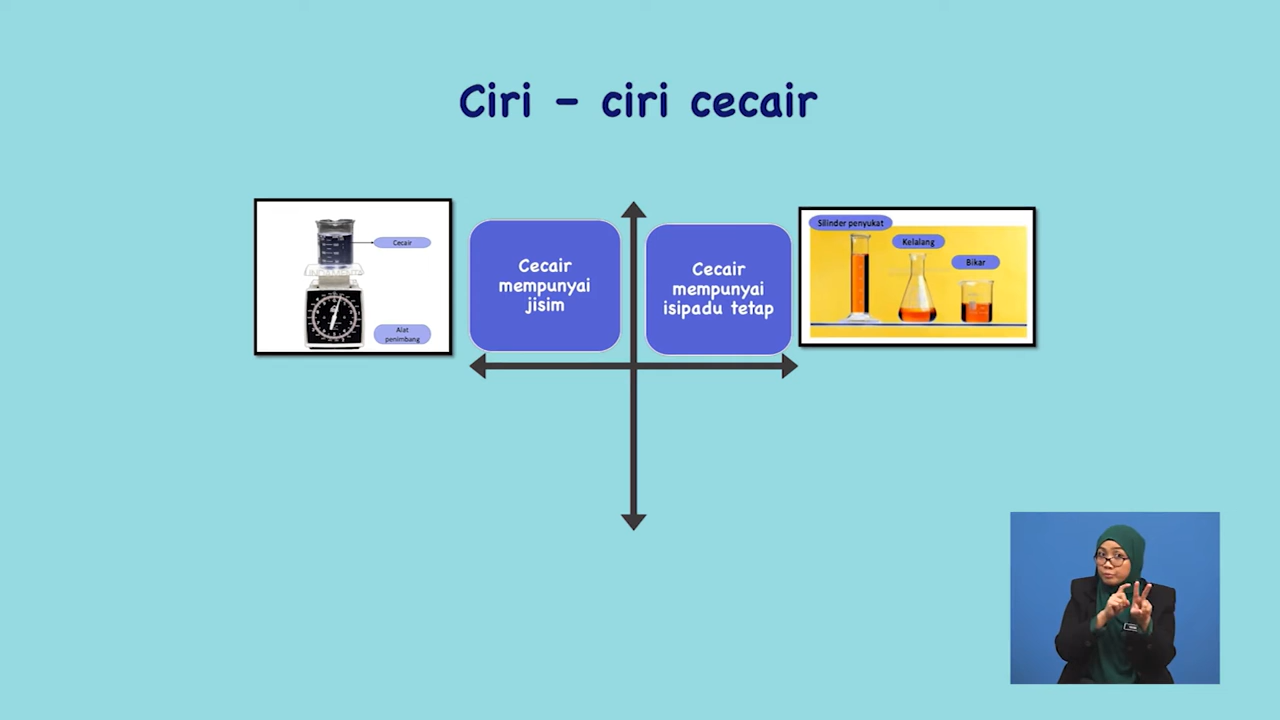 Ciri – ciri cecair
Cecair
Alat
penimbang
Cecair
mempunyai
jisim
Cecair
mempunyai
isipadu tetap
Silinder penyukat
Kelalang
Bikar